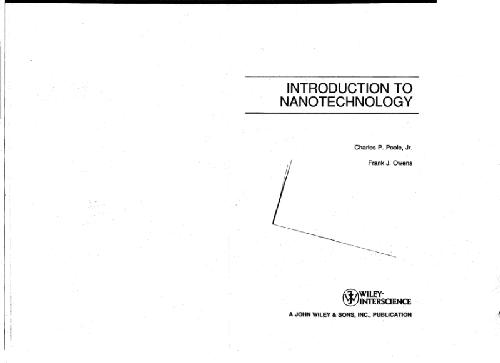 INTRODUCTION TO
NANOTECHNOLOGY
Charles P. Poole, Jr.
Frank J. Owens
WILEY-
INTERSCIENCE
A JOHN WILEY & SONS, INC., PUBLICATION